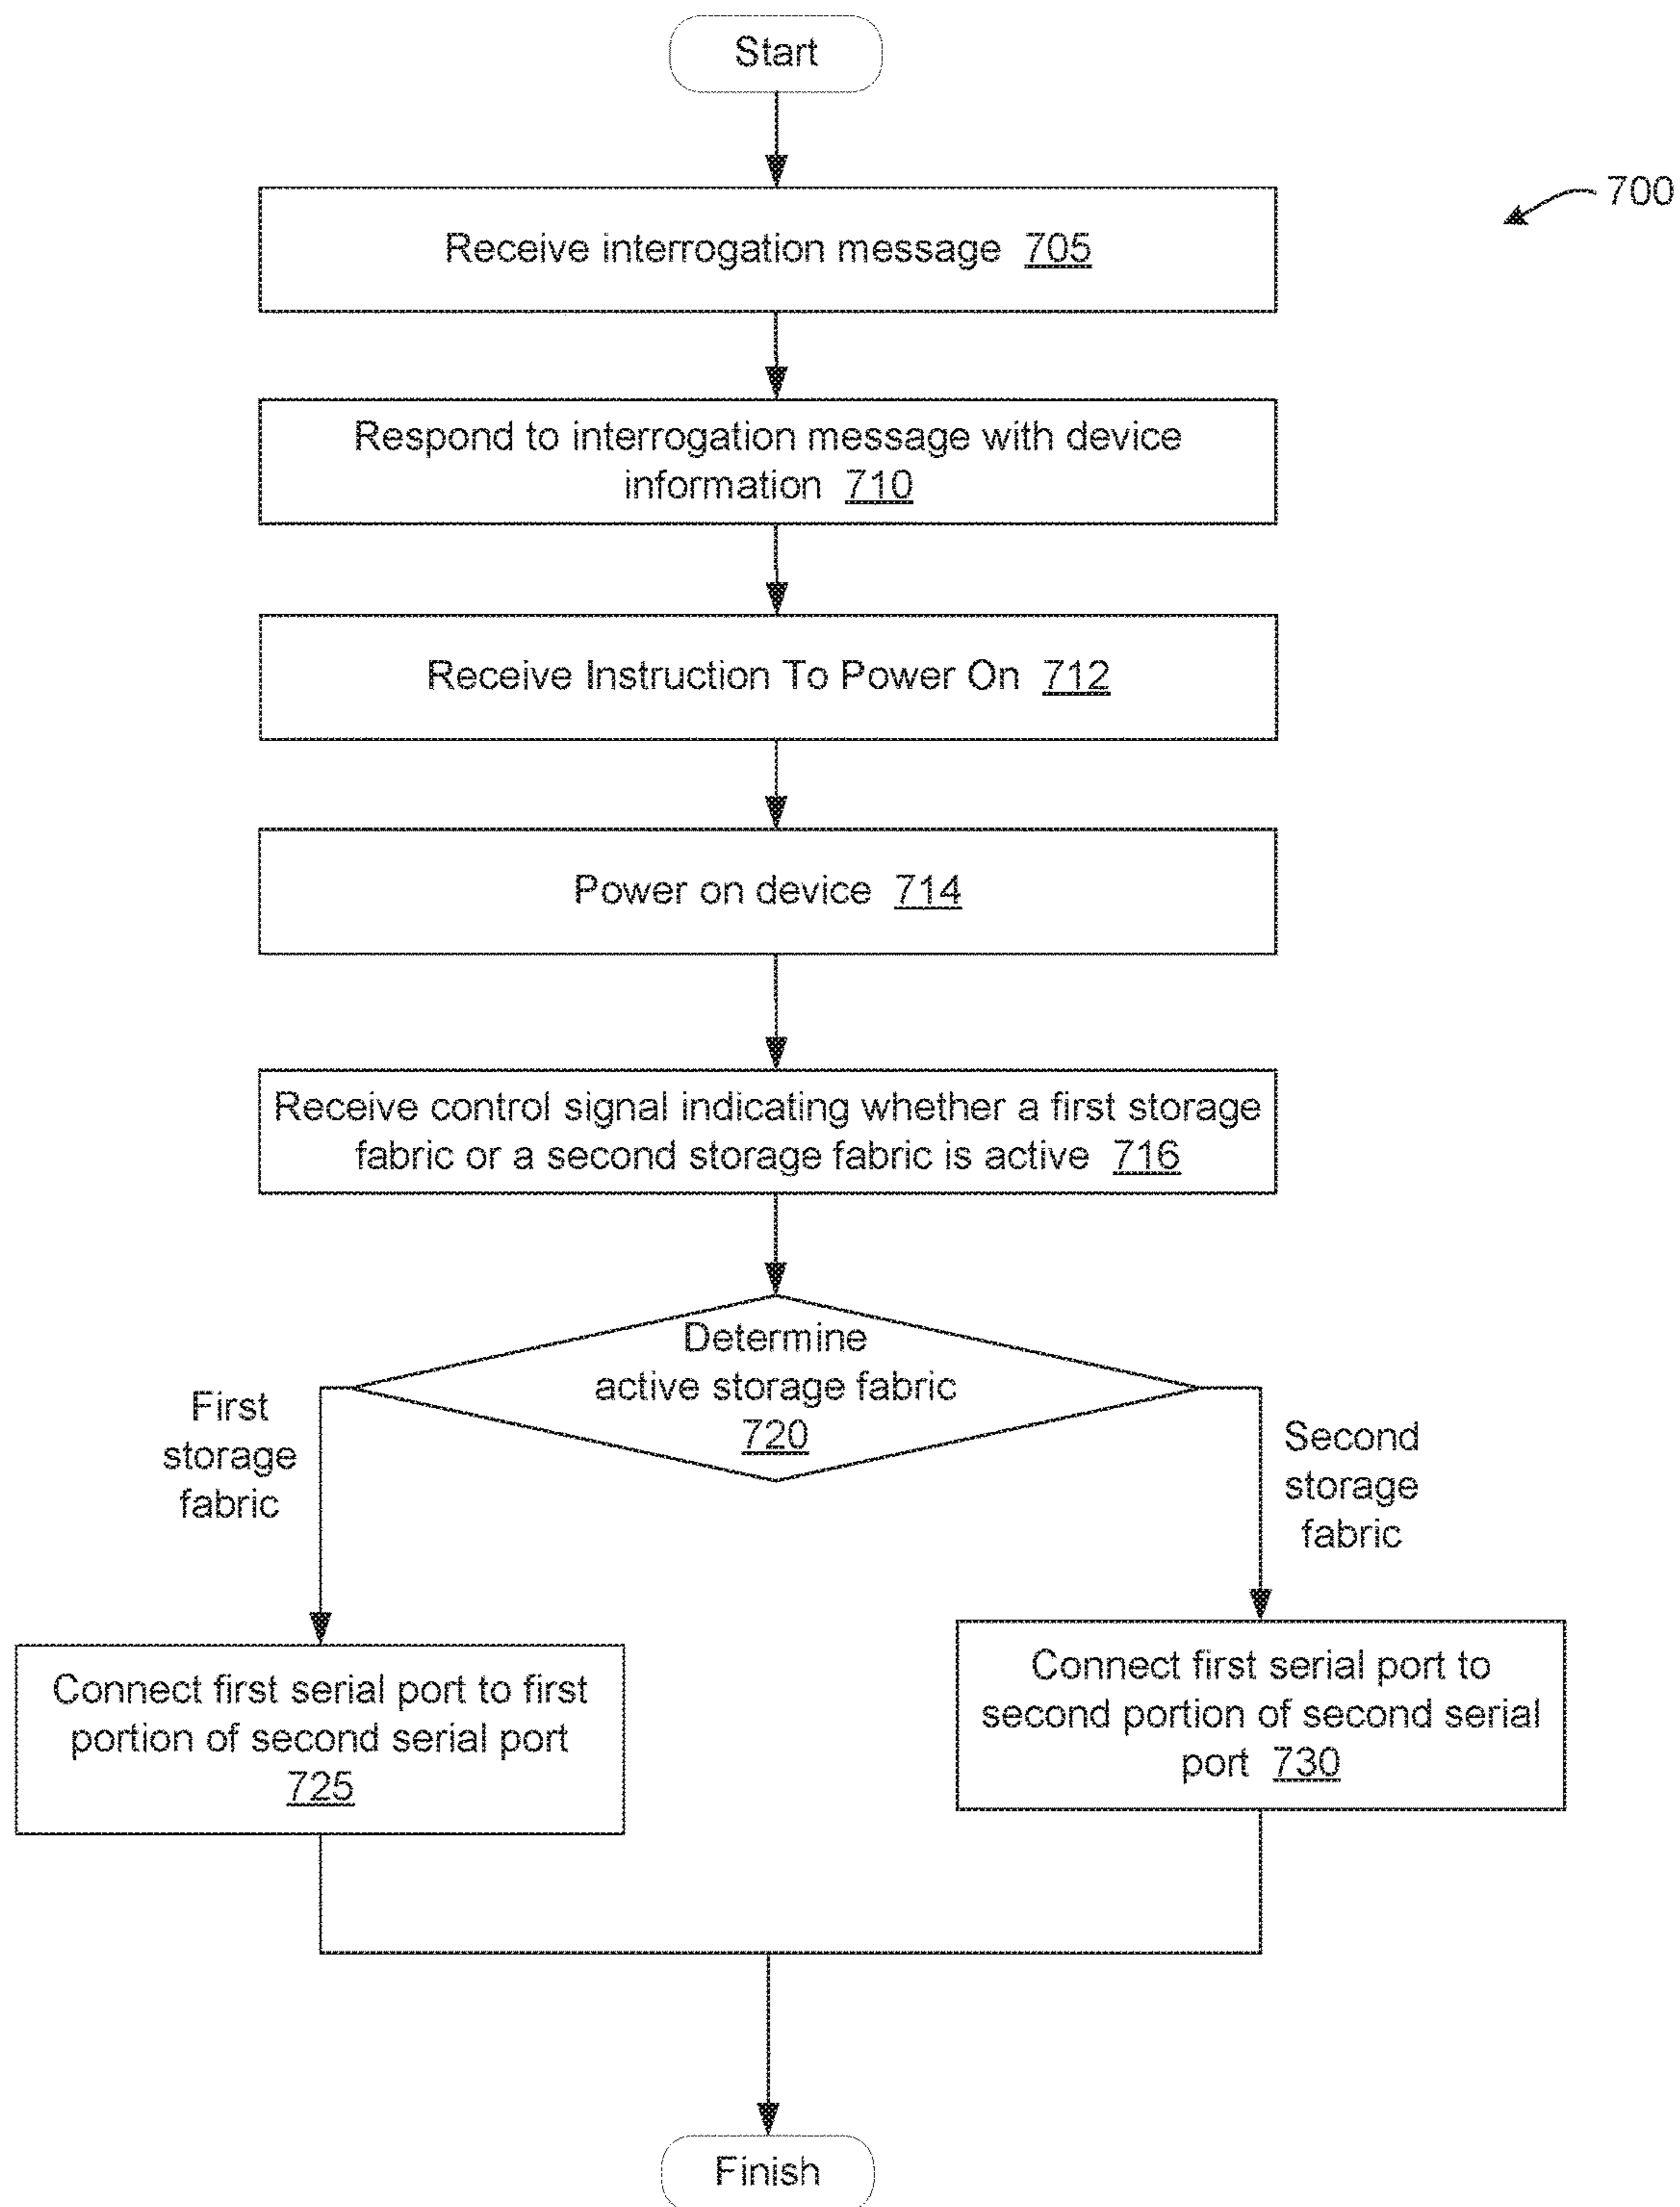 Start
700
Receive interrogation message 705
Respond to interrogation message with device
information 710
Receive Instruction To Power On 712
Power on device 714
Receive control signal indicating whether a first storage
fabric or a second storage fabric is active 716
Determine
active storage fabric
720
First
storage
fabric
Second
storage
fabric
Connect first serial port to first
portion of second serial port
725
Connect first serial port to
second portion of second serial
port 730
Finish